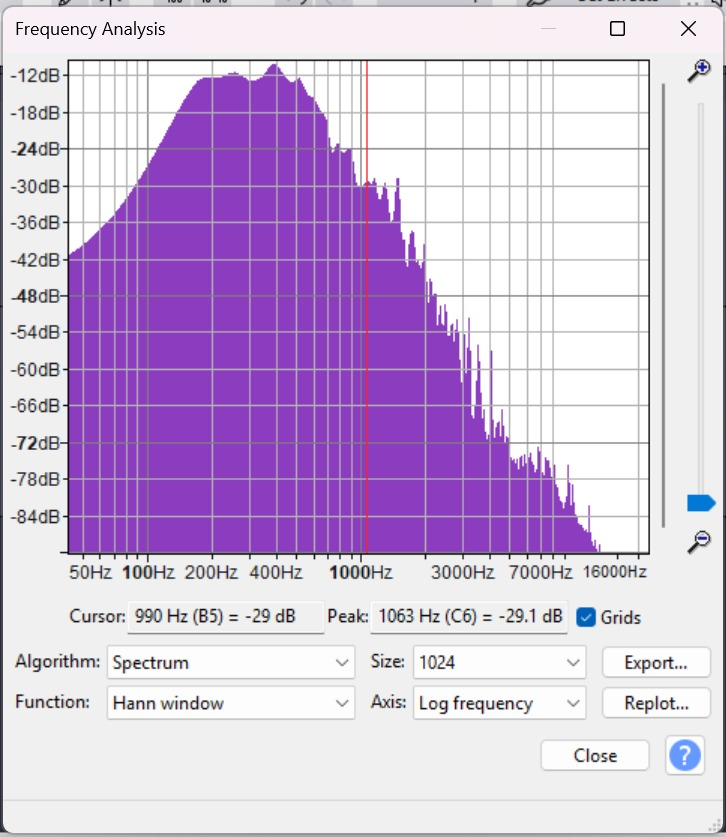 Frequency Analysis
-12dB
-18dB
-24dB
-30dB
-36dB
-42dB
-48dB
-54dB
-60dB
-66dB
-72dB
-78dB
-84dB
50Hz 100Hz 200Hz 400Hz 1000Hz 3000Hz 7000Hz 16000Hz
Cursor: 990 Hz (B5) = -29 dB Peak: 1063 Hz (C6) = -29.1 dB Grids
Algorithm: Spectrum Size: 1024 Export...
Function: Hann window Axis: Log frequency Replot...
Close ?